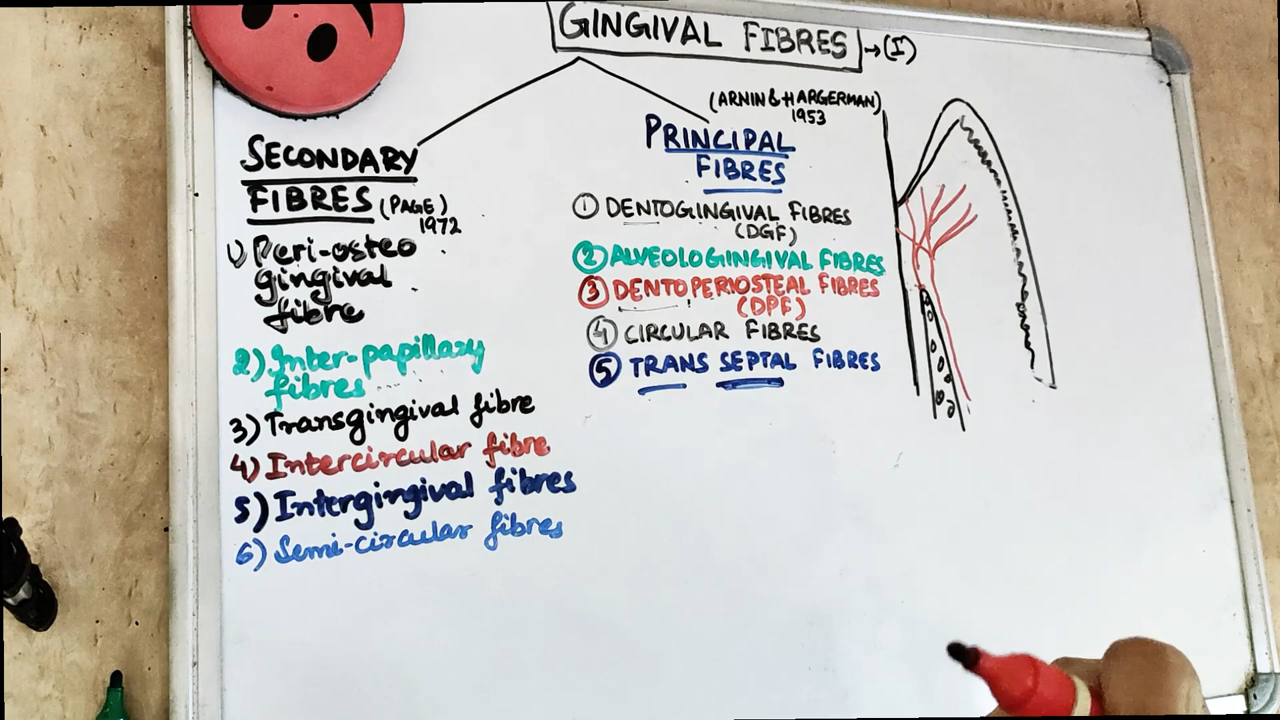 GINGIVAL FIBRES → (I)
SECONDARY
FIBRES (PAGE)
1972
1) Peri-osteo
gingival
fibre
2) Inter-papillary
fibres
3) Transgingival fibre
4) Intercircular fibre
5) Intergingival fibres
6) Semi-circular fibres
(ARNIN & HARGERMAN)
1953
PRINCIPAL
FIBRES
① DENTOGINGIVAL FIBRES
(DGF)
② ALVEOLOGINGIVAL FIBRES
③ DENTOPERIOSTEAL FIBRES
(DPF)
④ CIRCULAR FIBRES
⑤ TRANS SEPTAL FIBRES